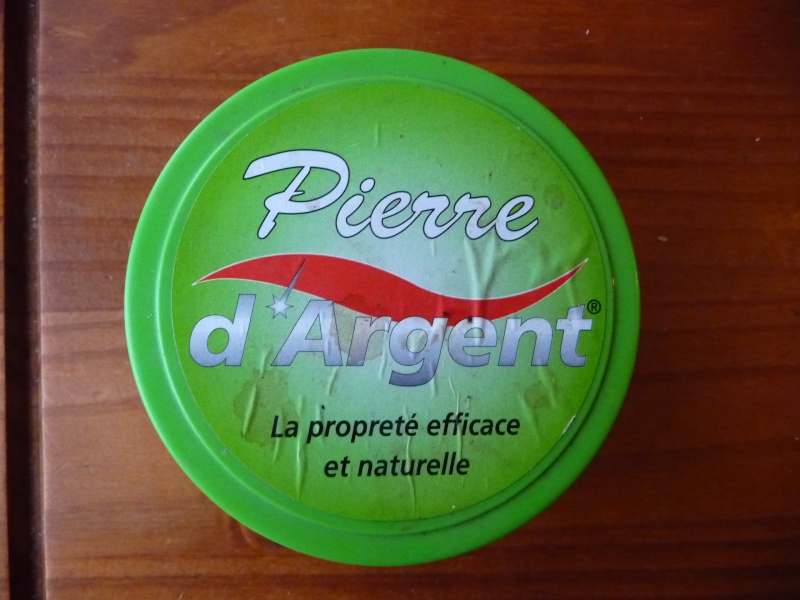 Pierre
d'Argent®
La propreté efficace
et naturelle